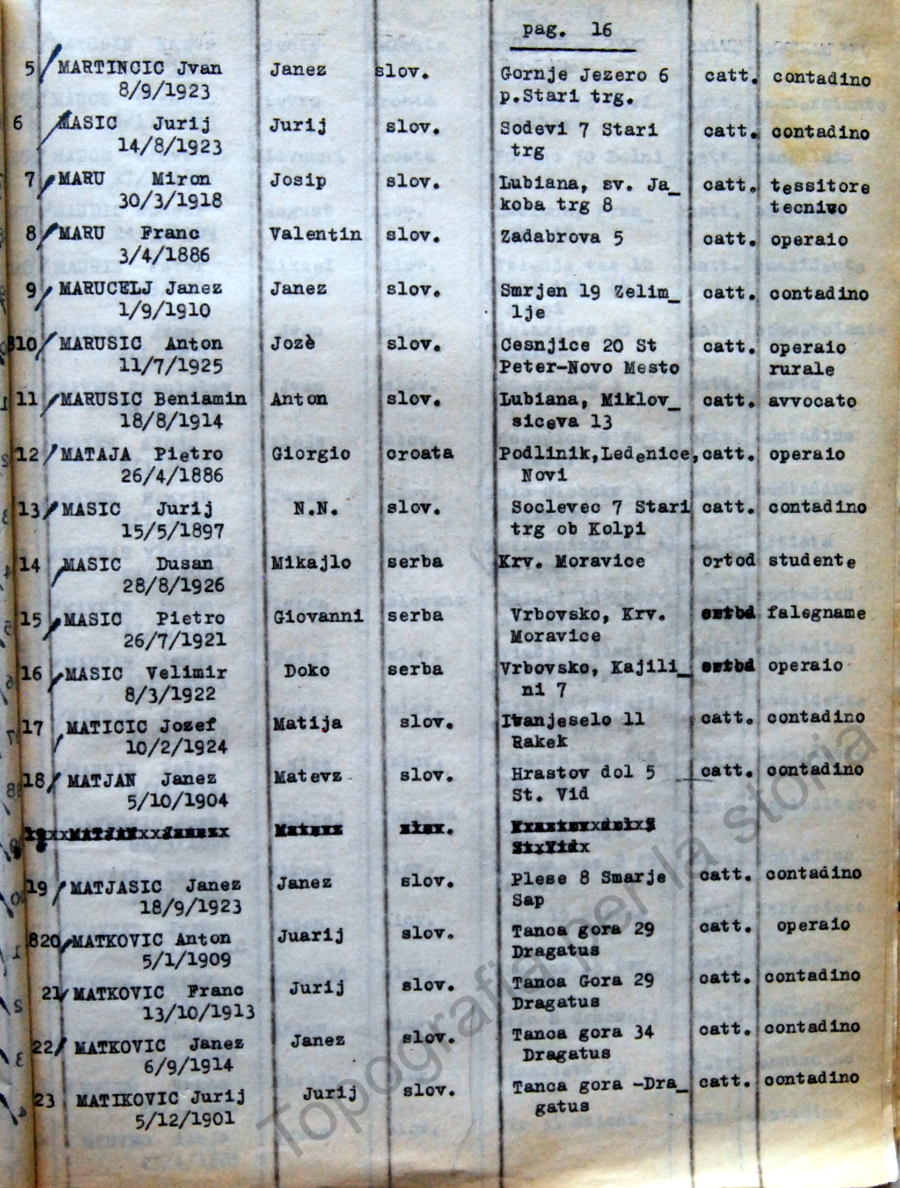 pag. 16
5 MARTINCIC Jvan Janez slov. Gornje Jezero 6 catt. contadino
8/9/1923 p.Stari trg.
6 MASIC Jurij Jurij slov. Sodevi 7 Stari catt. contadino
14/8/1923 trg
7 MARU Miron Josip slov. Lubiana, sv. Ja_ catt. tessitore
30/3/1918 koba trg 8 tecnivo
8 MARU Franc Valentin slov. Zadabrova 5 catt. operaio
3/4/1886
9 MARUCELJ Janez Janez slov. Smrjen 19 Zelim_ catt. contadino
1/9/1910 lje
810 MARUSIC Anton Jozè slov. Cesnjice 20 St catt. operaio
11/7/1925 Peter-Novo Mesto rurale
11 MARUSIC Beniamin Anton slov. Lubiana, Miklov_ catt. avvocato
18/8/1914 siceva 13
12 MATAJA Pietro Giorgio croata Podlinik,Ledenice, catt. operaio
26/4/1886 Novi
13 MASIC Jurij N.N. slov. Soclevec 7 Stari catt. contadino
15/5/1897 trg ob Kolpi
14 MASIC Dusan Mikajlo serba Krv. Moravice ortod studente
28/8/1926
15 MASIC Pietro Giovanni serba Vrbovsko, Krv. falegname
26/7/1921 Moravice
16 MASIC Velimir Doko serba Vrbovsko, Kajili_ operaio
8/3/1922 ni 7
17 MATICIC Jozef Matija slov. Ivanjeselo 11 catt. contadino
10/2/1924 Rakek
18 MATJAN Janez Matevz slov. Hrastov dol 5 catt. contadino
5/10/1904 St. Vid
19 MATJASIC Janez Janez slov. Plese 8 Smarje catt. contadino
18/9/1923 Sap
820 MATKOVIC Anton Juarij slov. Tanca gora 29 catt. operaio
5/1/1909 Dragatus
21 MATKOVIC Franc Jurij slov. Tanca Gora 29 catt. contadino
13/10/1913 Dragatus
22 MATKOVIC Janez Janez slov. Tanca gora 34 catt. contadino
6/9/1914 Dragatus
23 MATIKOVIC Jurij Jurij slov. Tanca gora -Dra_ catt. contadino
5/12/1901 gatus
Topografia per la storia